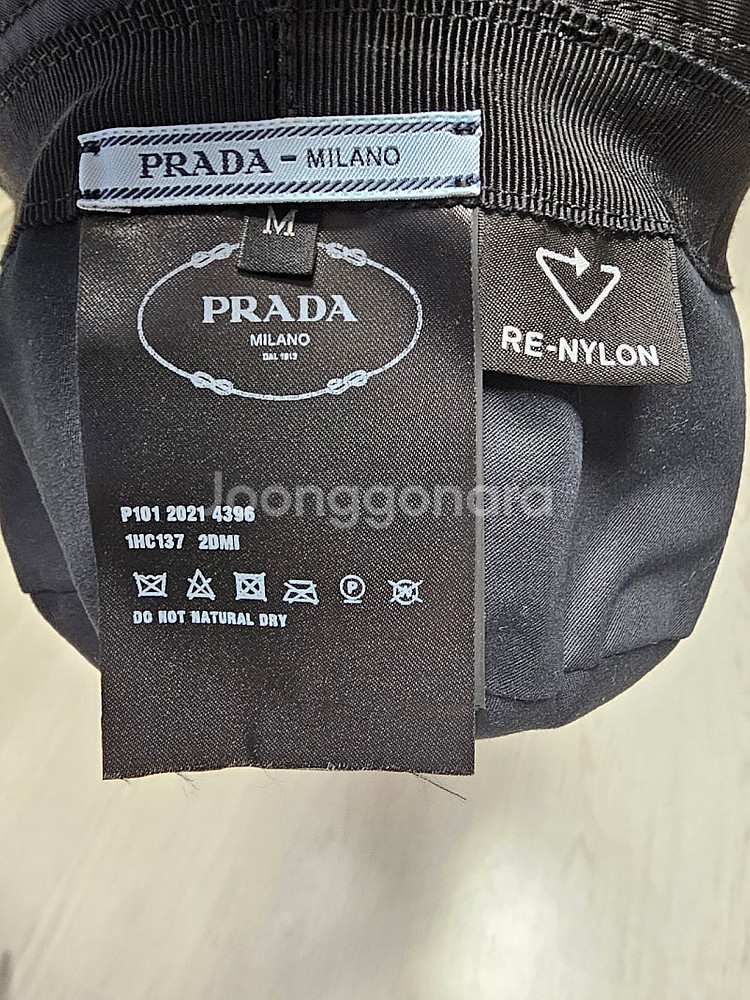 PRADA - MILANO
M
PRADA
MILANO
DAL 1913
RE-NYLON
Joonggonara
P101 2021 4396
1HC137 2DMI
P
W
DO NOT NATURAL DRY